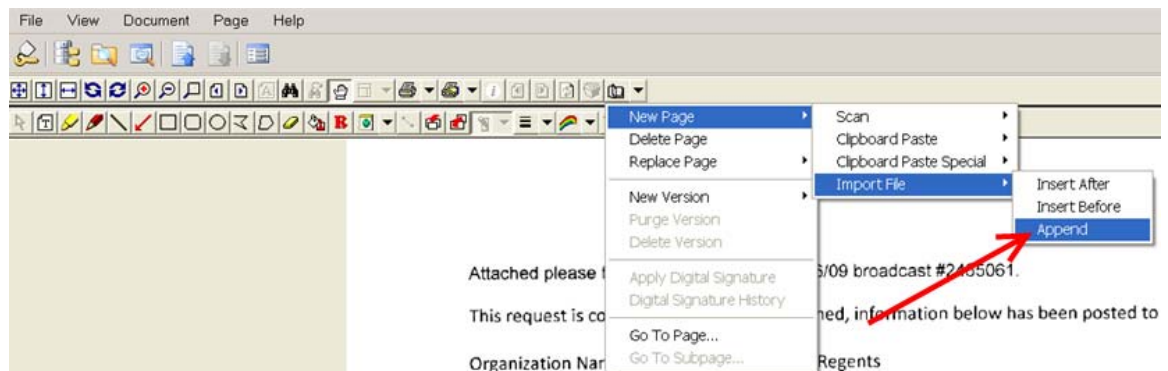 File View Document Page Help
New Page
Delete Page
Replace Page
New Version
Purge Version
Delete Version
Apply Digital Signature
Digital Signature History
Go To Page...
Go To Subpage...
Scan
Clipboard Paste
Clipboard Paste Special
Import File
Insert After
Insert Before
Append
Attached please /09 broadcast #2485061.
This request is co ned, information below has been posted to
Organization Nar Regents